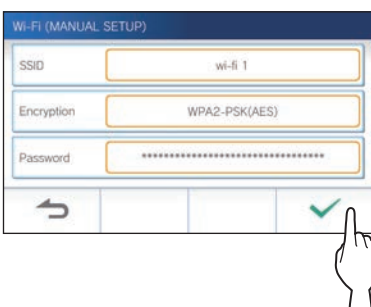 Wi-Fi (MANUAL SETUP)
SSID wi-fi 1
Encryption WPA2-PSK(AES)
Password **********************************